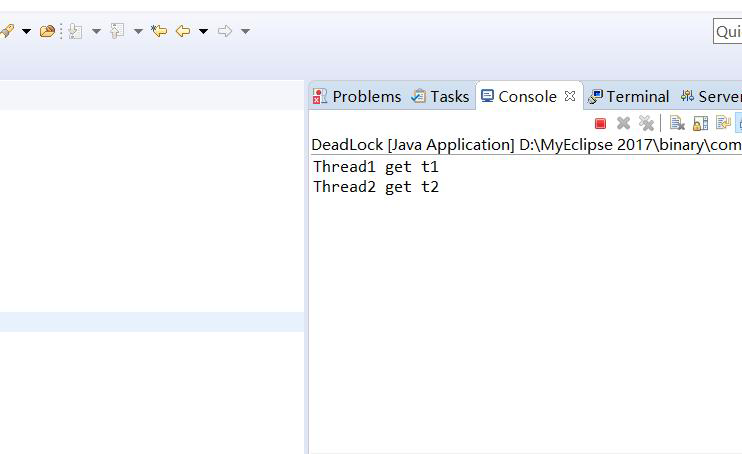 Qui
Problems Tasks Console Terminal Server
DeadLock [Java Application] D:\MyEclipse 2017\binary\com
Thread1 get t1
Thread2 get t2